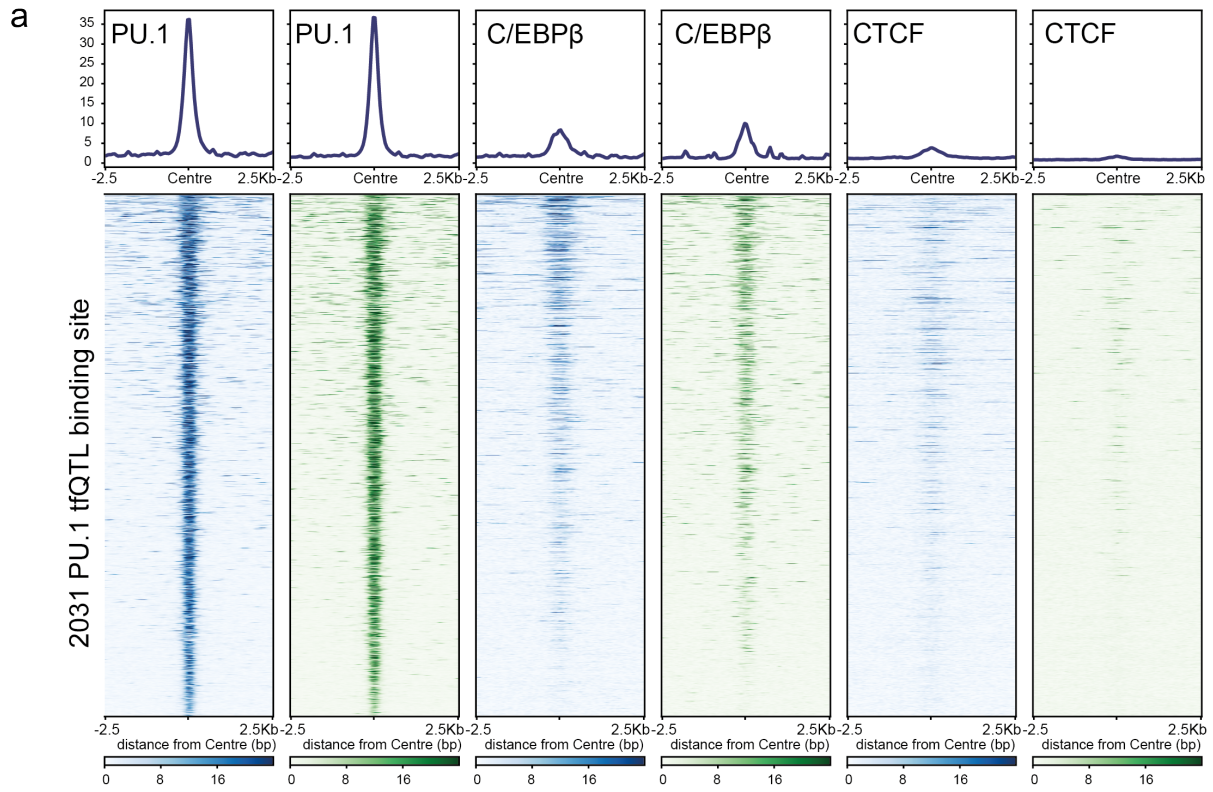 a
PU.1 PU.1 C/EBPβ C/EBPβ CTCF CTCF
35
30
25
20
15
10
5
0
-2.5 Centre 2.5Kb -2.5 Centre 2.5Kb -2.5 Centre 2.5Kb -2.5 Centre 2.5Kb -2.5 Centre 2.5Kb -2.5 Centre 2.5Kb
2031 PU.1 tfQTL binding site
-2.5 2.5Kb -2.5 2.5Kb -2.5 2.5Kb -2.5 2.5Kb -2.5 2.5Kb -2.5 2.5Kb
distance from Centre (bp) distance from Centre (bp) distance from Centre (bp) distance from Centre (bp) distance from Centre (bp) distance from Centre (bp)
0 8 16 0 8 16 0 8 16 0 8 16 0 8 16 0 8 16